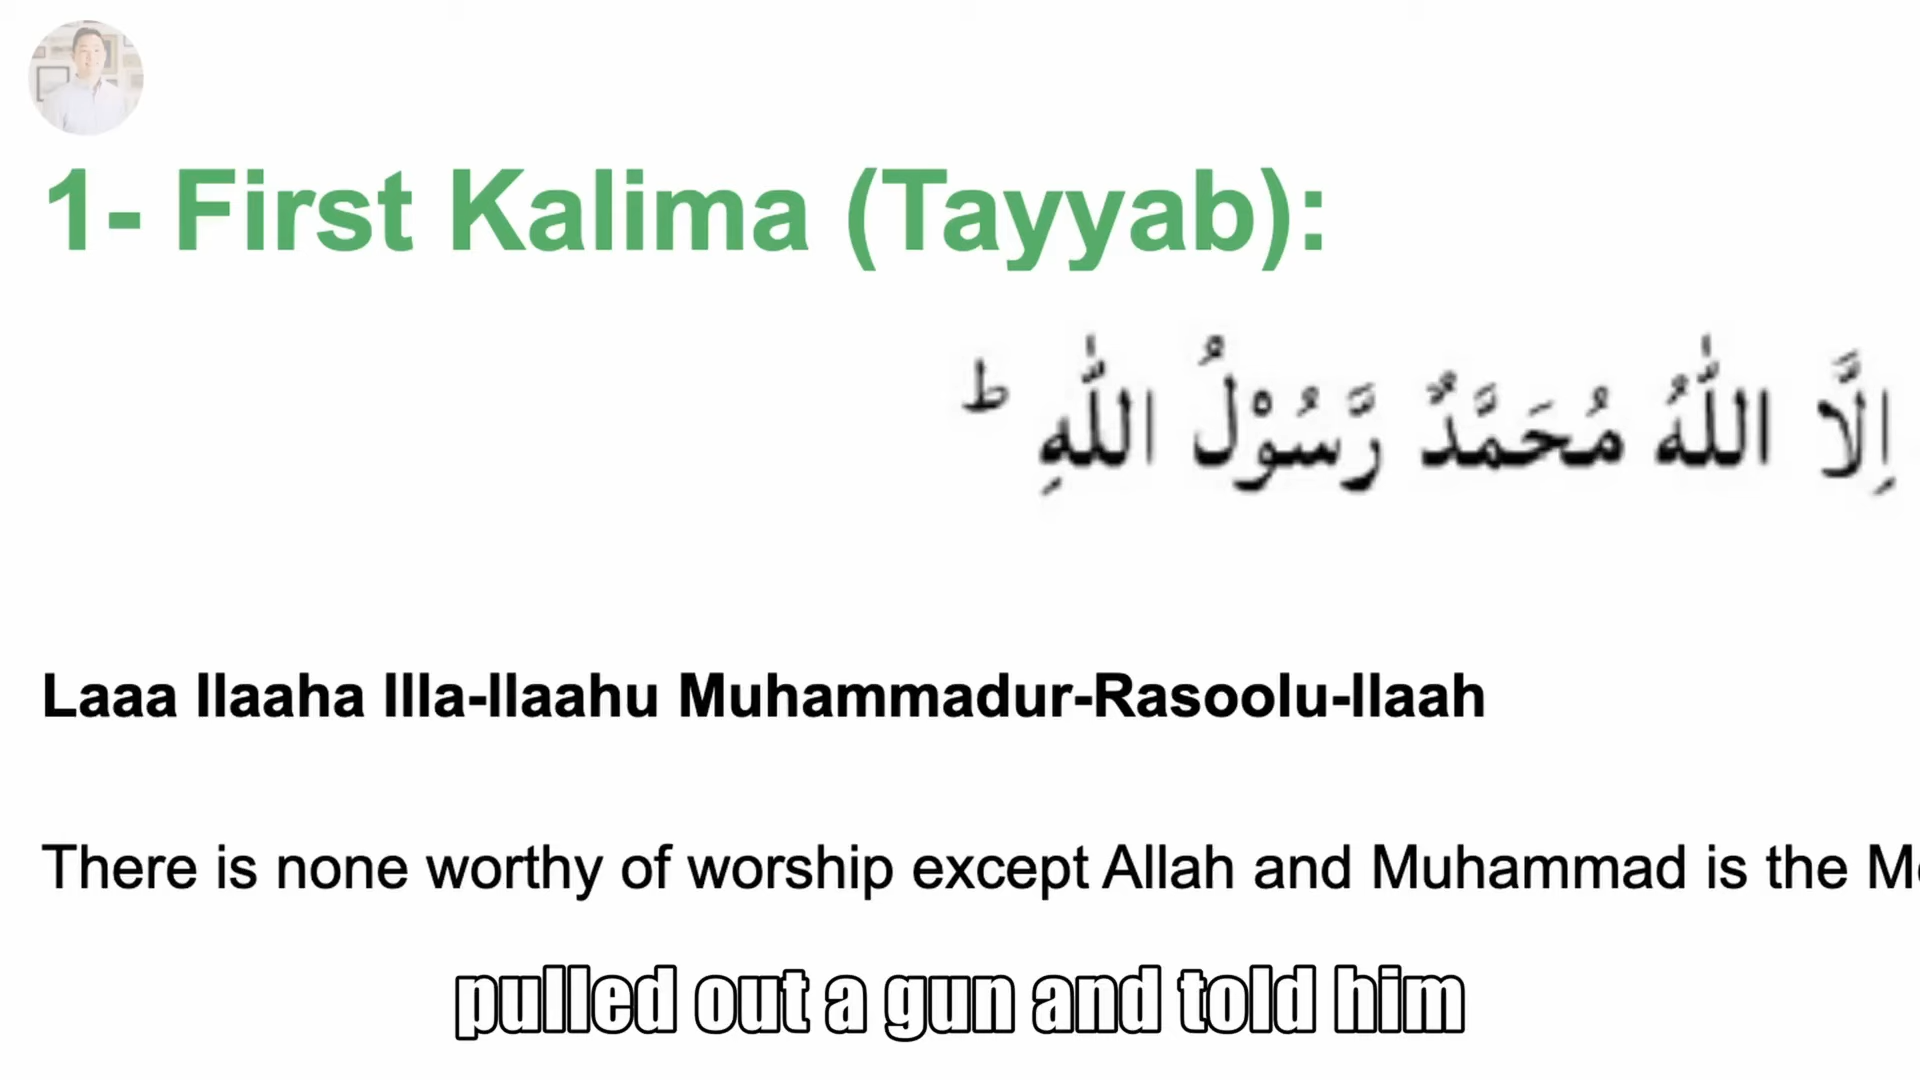 1- First Kalima (Tayyab):
اِلَّا اللّٰهُ مُحَمَّدٌ رَّسُوْلُ اللّٰهِ ؕ
Laaa Ilaaha Illa-llaahu Muhammadur-Rasoolu-llaah
There is none worthy of worship except Allah and Muhammad is the
pulled out a gun and told him